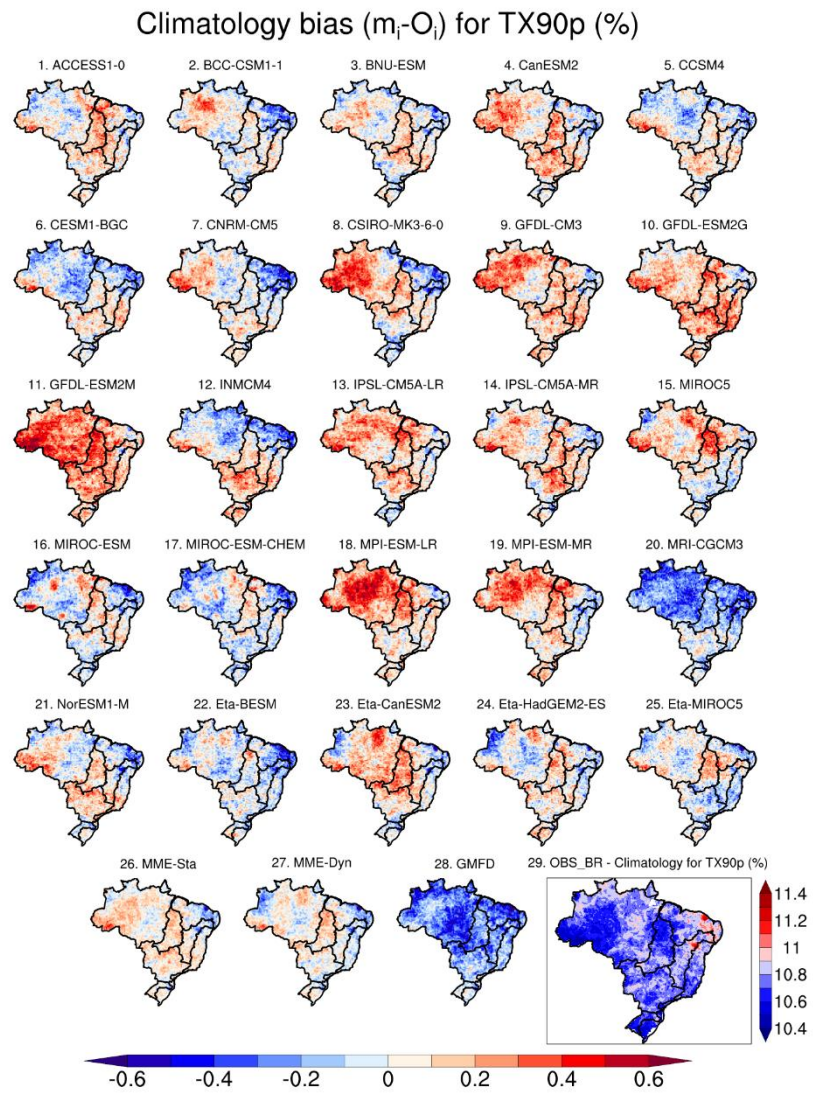 Climatology bias (mi-Oi) for TX90p (%)
1. ACCESS1-0 2. BCC-CSM1-1 3. BNU-ESM 4. CanESM2 5. CCSM4
6. CESM1-BGC 7. CNRM-CM5 8. CSIRO-MK3-6-0 9. GFDL-CM3 10. GFDL-ESM2G
11. GFDL-ESM2M 12. INMCM4 13. IPSL-CM5A-LR 14. IPSL-CM5A-MR 15. MIROC5
16. MIROC-ESM 17. MIROC-ESM-CHEM 18. MPI-ESM-LR 19. MPI-ESM-MR 20. MRI-CGCM3
21. NorESM1-M 22. Eta-BESM 23. Eta-CanESM2 24. Eta-HadGEM2-ES 25. Eta-MIROC5
26. MME-Sta 27. MME-Dyn 28. GMFD 29. OBS_BR - Climatology for TX90p (%)
11.4
11.2
11
10.8
10.6
10.4
-0.6 -0.4 -0.2 0 0.2 0.4 0.6